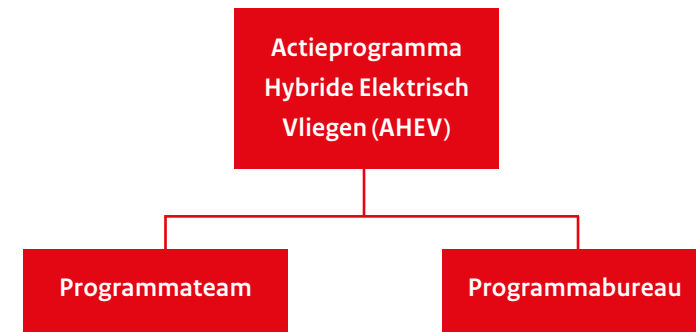 Actieprogramma
Hybride Elektrisch
Vliegen (AHEV)
Programmateam
Programmabureau